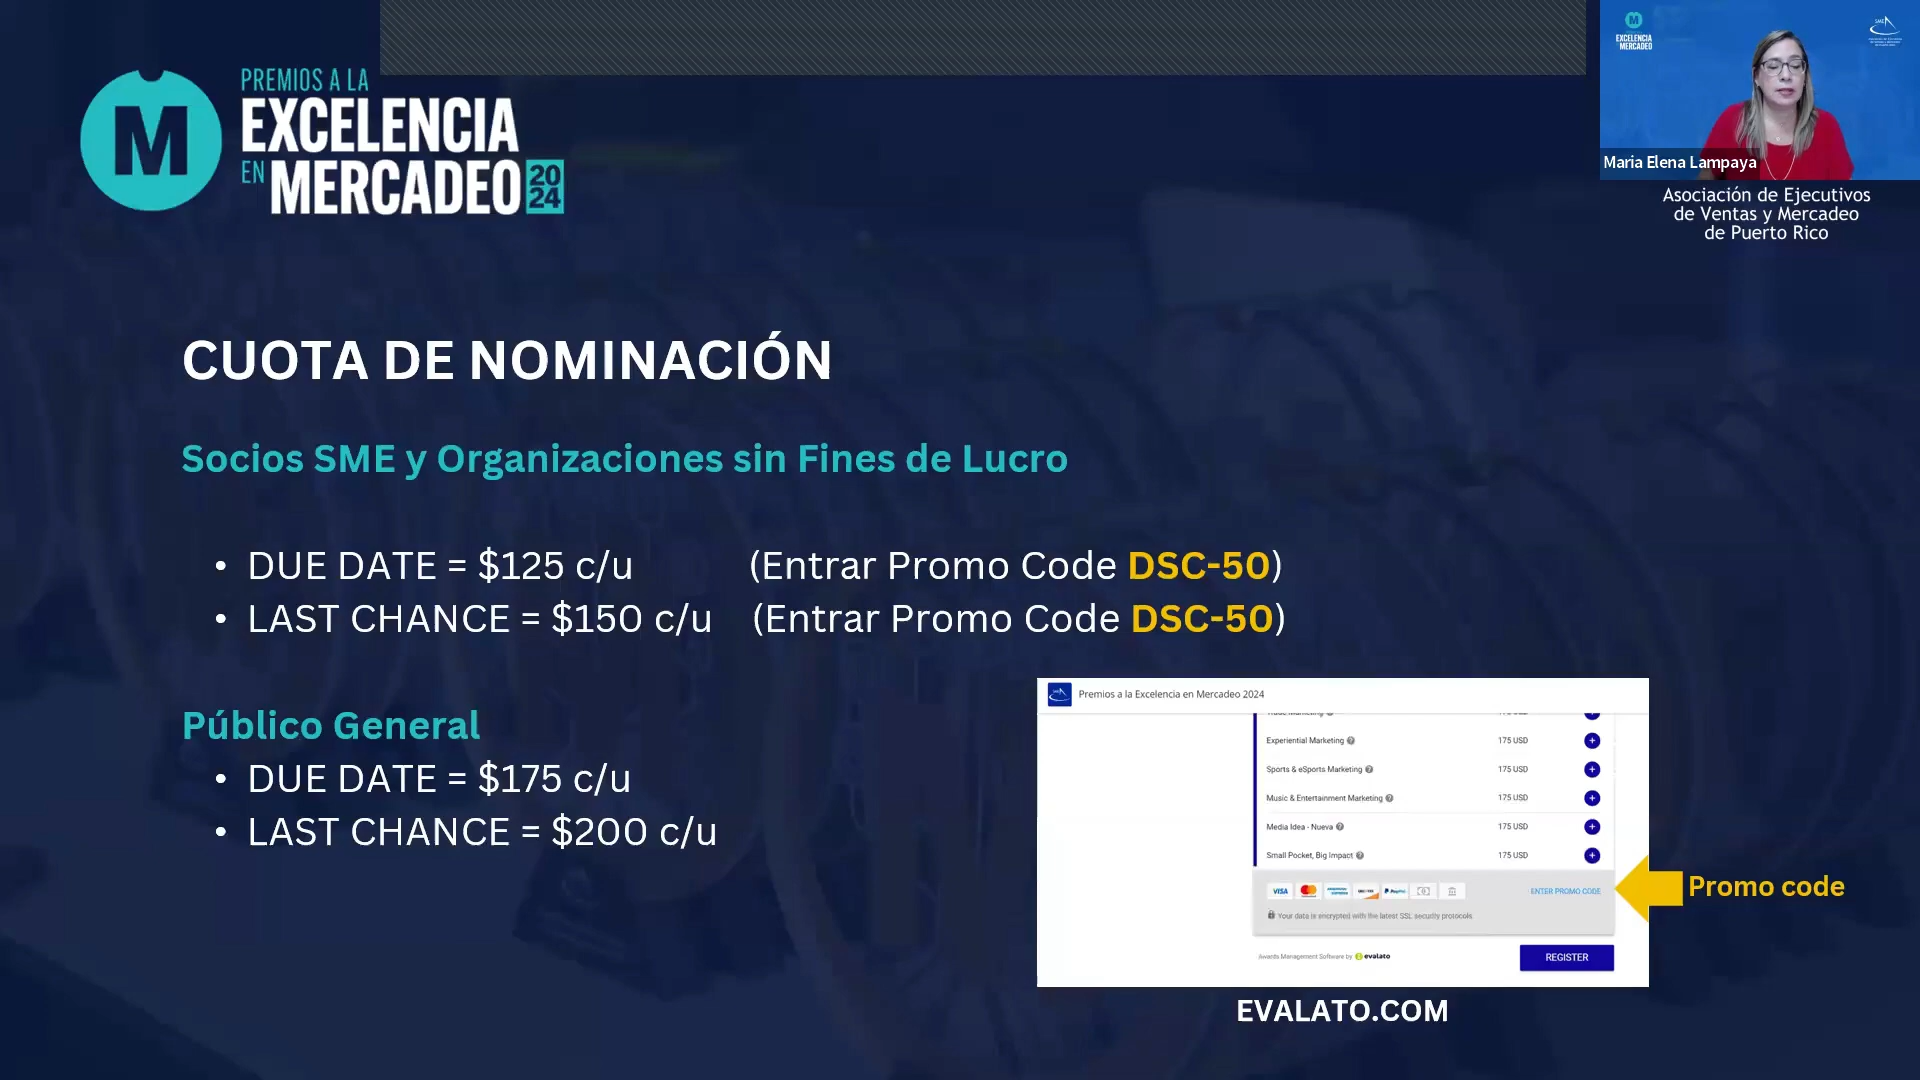 PREMIOS A LA
EXCELENCIA
EN MERCADEO 2024
M
EXCELENCIA
MERCADEO
SME
Maria Elena Lampaya
Asociación de Ejecutivos
de Ventas y Mercadeo
de Puerto Rico
CUOTA DE NOMINACIÓN
Socios SME y Organizaciones sin Fines de Lucro
• DUE DATE = $125 c/u (Entrar Promo Code DSC-50)
• LAST CHANCE = $150 c/u (Entrar Promo Code DSC-50)
Público General
• DUE DATE = $175 c/u
• LAST CHANCE = $200 c/u
Premios a la Excelencia en Mercadeo 2024
Experiential Marketing 175 USD
Sports & eSports Marketing 175 USD
Music & Entertainment Marketing 175 USD
Media Idea - Nueva 175 USD
Small Pocket, Big Impact 175 USD
VISA PayPal ENTER PROMO CODE
Your data is encrypted with the latest SSL security protocols.
Awards Management Software by evalato
REGISTER
Promo code
EVALATO.COM